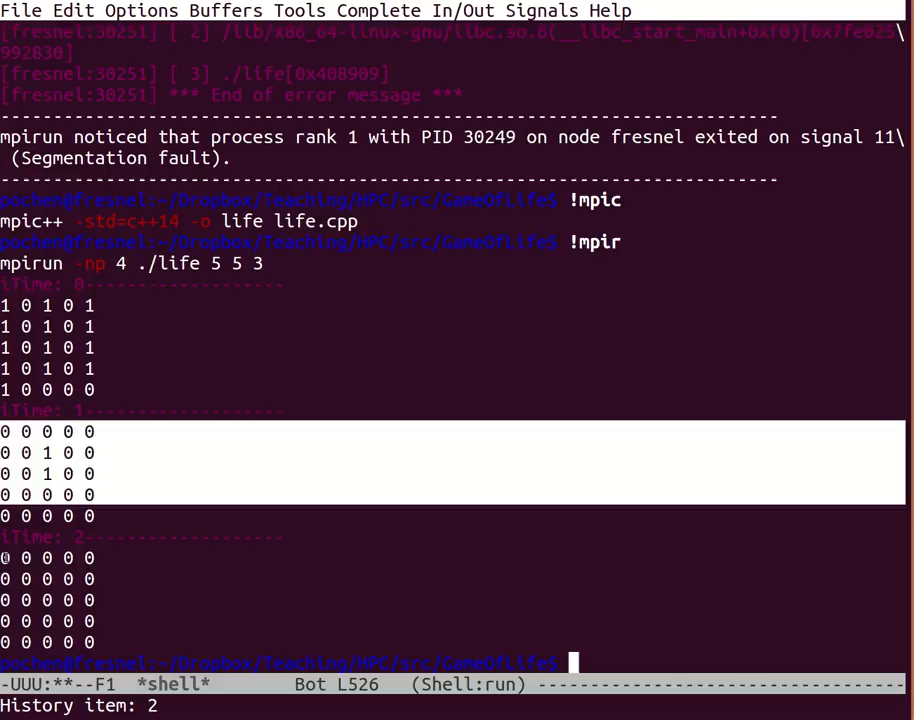 File Edit Options Buffers Tools Complete In/Out Signals Help
[fresnel:30251] [ 2] /lib/x86_64-linux-gnu/libc.so.6(__libc_start_main+0xf0)[0x7fe025\
992830]
[fresnel:30251] [ 3] ./life[0x408909]
[fresnel:30251] *** End of error message ***
--------------------------------------------------------------------------
mpirun noticed that process rank 1 with PID 30249 on node fresnel exited on signal 11\
(Segmentation fault).
--------------------------------------------------------------------------
pochen@fresnel:~/Dropbox/Teaching/HPC/src/GameOfLife$ !mpic
mpic++ -std=c++14 -o life life.cpp
pochen@fresnel:~/Dropbox/Teaching/HPC/src/GameOfLife$ !mpir
mpirun -np 4 ./life 5 5 3
iTime: 0-------------------
1 0 1 0 1
1 0 1 0 1
1 0 1 0 1
1 0 1 0 1
1 0 0 0 0
iTime: 1-------------------
0 0 0 0 0
0 0 1 0 0
0 0 1 0 0
0 0 0 0 0
0 0 0 0 0
iTime: 2-------------------
0 0 0 0 0
0 0 0 0 0
0 0 0 0 0
0 0 0 0 0
0 0 0 0 0
pochen@fresnel:~/Dropbox/Teaching/HPC/src/GameOfLife$
-UUU:**--F1 *shell* Bot L526 (Shell:run) -----------------------------------
History item: 2